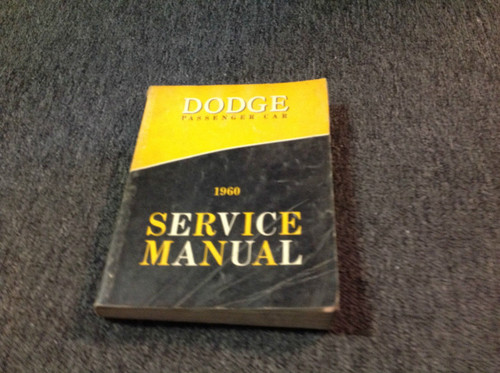 DODGE
PASSENGER CAR
1960
SERVICE
MANUAL